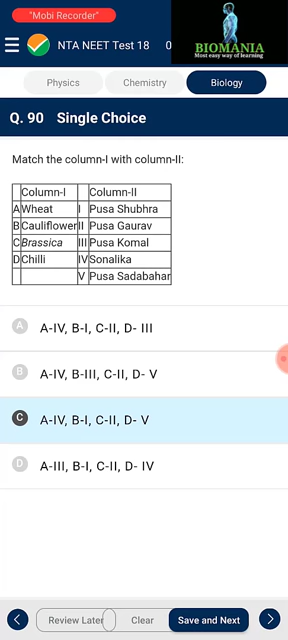 "Mobi Recorder"
NTA NEET Test 18 0
BIOMANIA
Most easy way of learning
Physics Chemistry Biology
Q. 90 Single Choice
Match the column-I with column-II:
Column-I Column-II
A Wheat I Pusa Shubhra
B Cauliflower II Pusa Gaurav
C Brassica III Pusa Komal
D Chilli IV Sonalika
V Pusa Sadabahar
A A-IV, B-I, C-II, D- III
B A-IV, B-III, C-II, D- V
C A-IV, B-I, C-II, D- V
D A-III, B-I, C-II, D- IV
Review Later Clear Save and Next